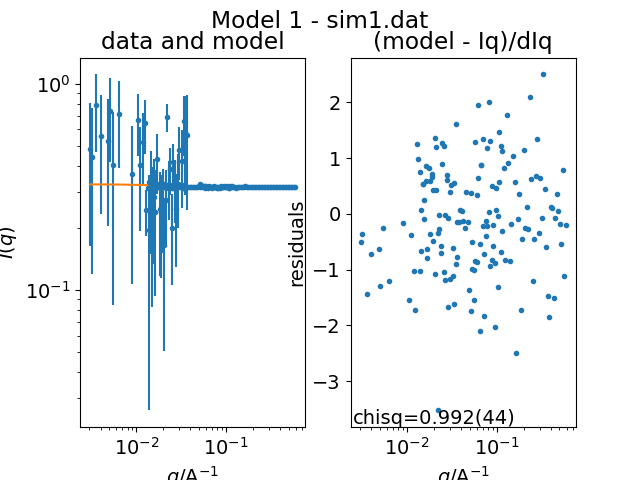 Model 1 - sim1.dat
data and model
(model - Iq)/dIq
I(q)
10⁰
10⁻¹
10⁻²
10⁻¹
q/A⁻¹
residuals
2
1
0
−1
−2
−3
chisq=0.992(44)
10⁻²
10⁻¹
q/A⁻¹